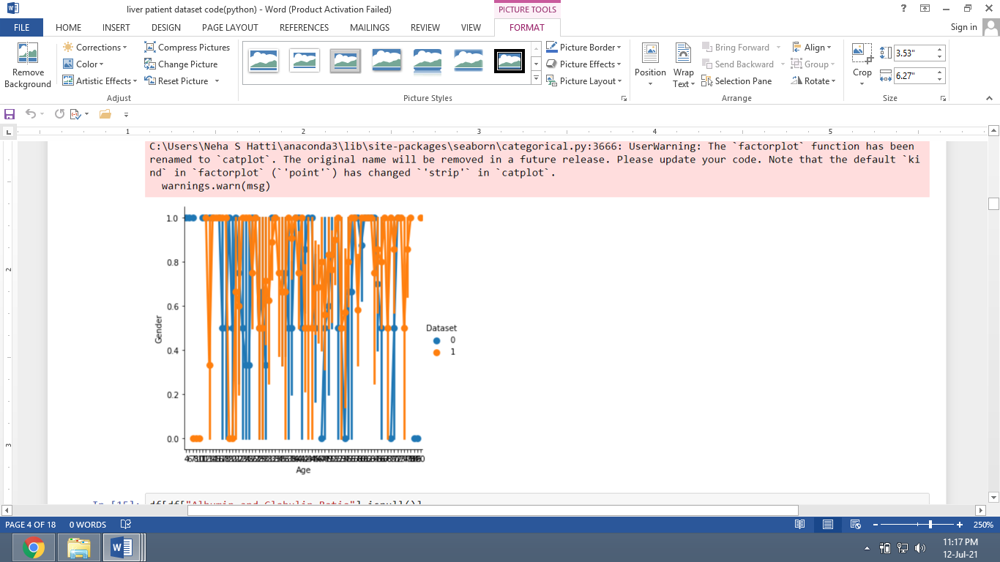 liver patient dataset code(python) - Word (Product Activation Failed)
PICTURE TOOLS
Sign in
FILE HOME INSERT DESIGN PAGE LAYOUT REFERENCES MAILINGS REVIEW VIEW FORMAT
Remove Background
Corrections
Color
Artistic Effects
Compress Pictures
Change Picture
Reset Picture
Adjust
Picture Styles
Picture Border
Picture Effects
Picture Layout
Position
Wrap Text
Bring Forward
Send Backward
Selection Pane
Align
Group
Rotate
Arrange
Crop
3.53"
6.27"
Size
1 2 3 4 5
C:\Users\Neha S Hatti\anaconda3\lib\site-packages\seaborn\categorical.py:3666: UserWarning: The `factorplot` function has been
renamed to `catplot`. The original name will be removed in a future release. Please update your code. Note that the default `ki
nd` in `factorplot` (`'point'`) has changed `'strip'` in `catplot`.
warnings.warn(msg)
1.0
0.8
0.6
0.4
0.2
0.0
Gender
Age
Dataset
0
1
2
3
In [15]: df[df["Albumin_and_Globulin_Ratio"].isnull()]
PAGE 4 OF 18 0 WORDS
250%
11:17 PM
12-Jul-21